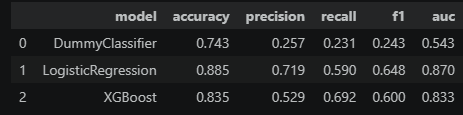 model accuracy precision recall f1 auc
0 DummyClassifier 0.743 0.257 0.231 0.243 0.543
1 LogisticRegression 0.885 0.719 0.590 0.648 0.870
2 XGBoost 0.835 0.529 0.692 0.600 0.833